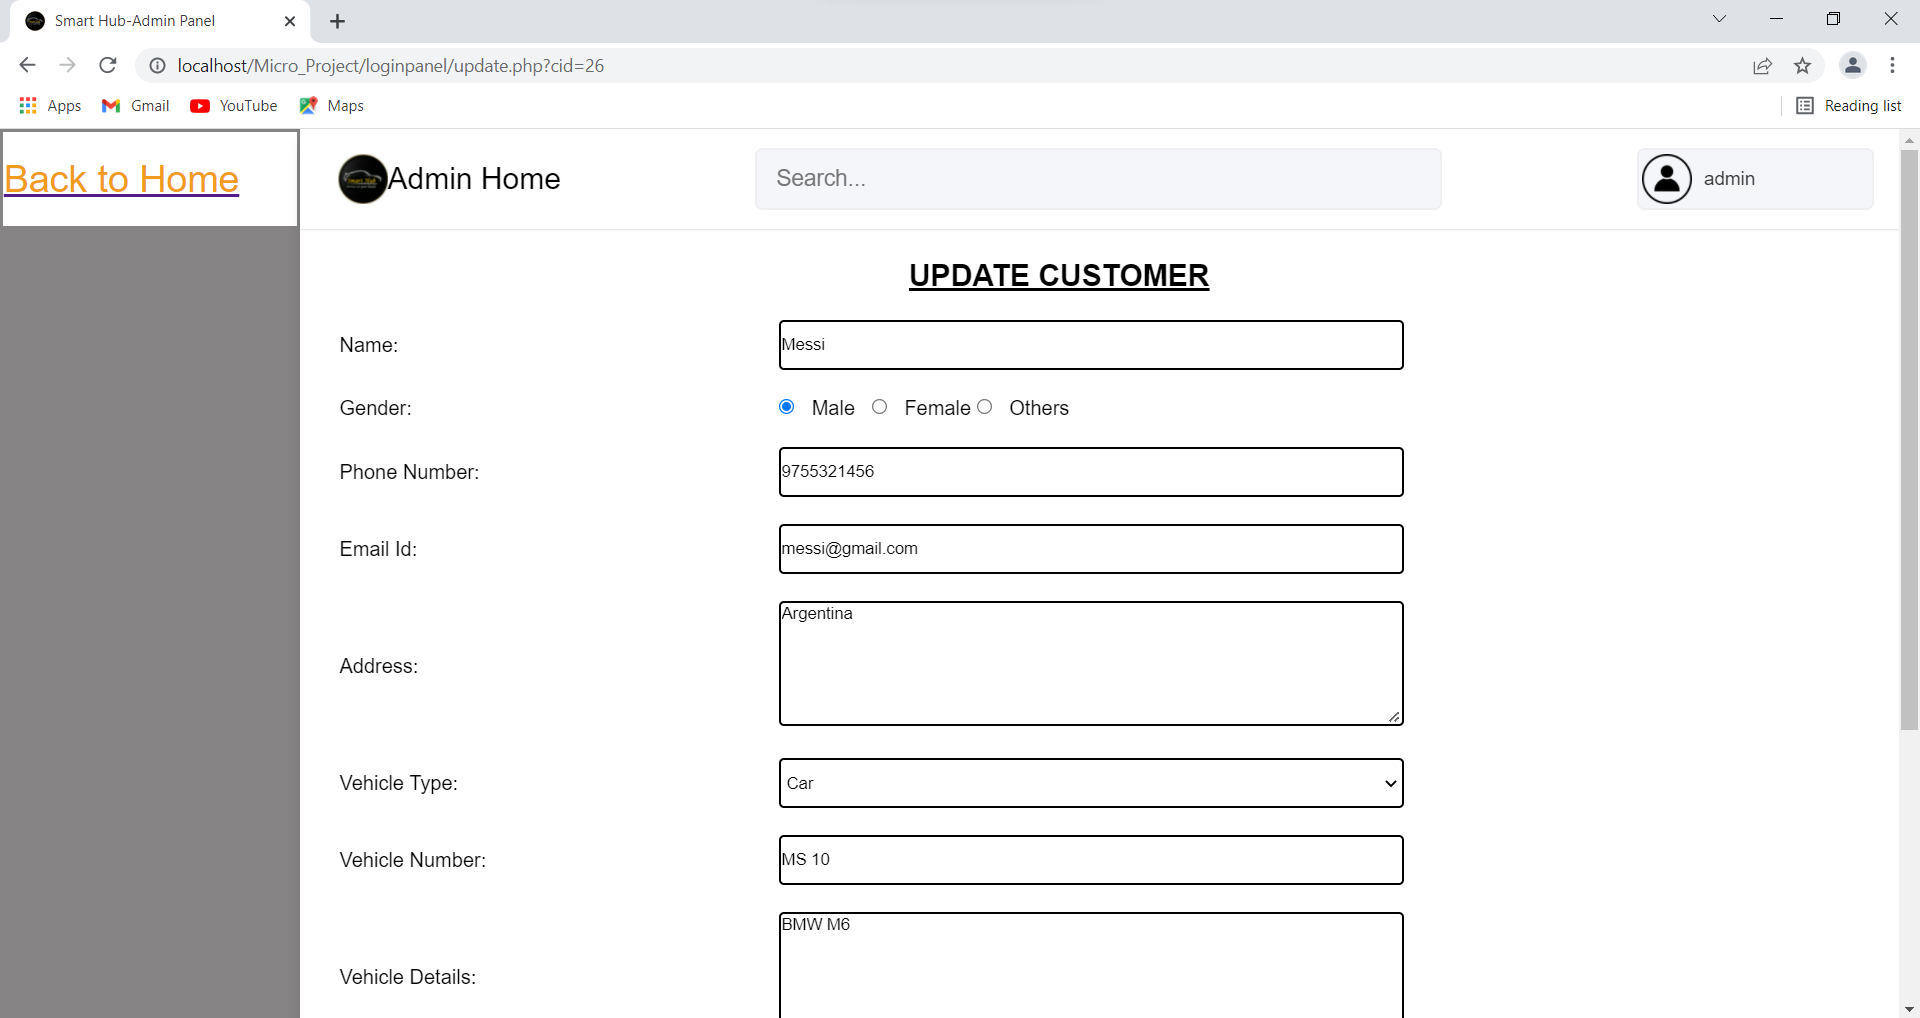 Smart Hub-Admin Panel
localhost/Micro_Project/loginpanel/update.php?cid=26
Apps Gmail YouTube Maps Reading list
Back to Home
Admin Home Search... admin
UPDATE CUSTOMER
Name: Messi
Gender: Male Female Others
Phone Number: 9755321456
Email Id: messi@gmail.com
Address: Argentina
Vehicle Type: Car
Vehicle Number: MS 10
Vehicle Details: BMW M6